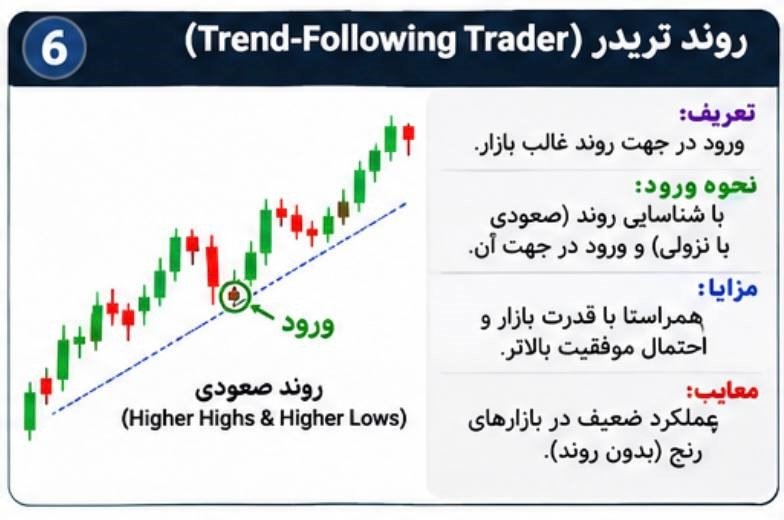 6
روند تریدر (Trend-Following Trader)
تعریف:
ورود در جهت روند غالب بازار.
نحوه ورود:
با شناسایی روند (صعودی
با نزولی) و ورود در جهت آن.
مزایا:
همراستا با قدرت بازار و
احتمال موفقیت بالاتر.
معایب:
عملکرد ضعیف در بازارهای
رنج (بدون روند).
ورود
روند صعودی
(Higher Highs & Higher Lows)